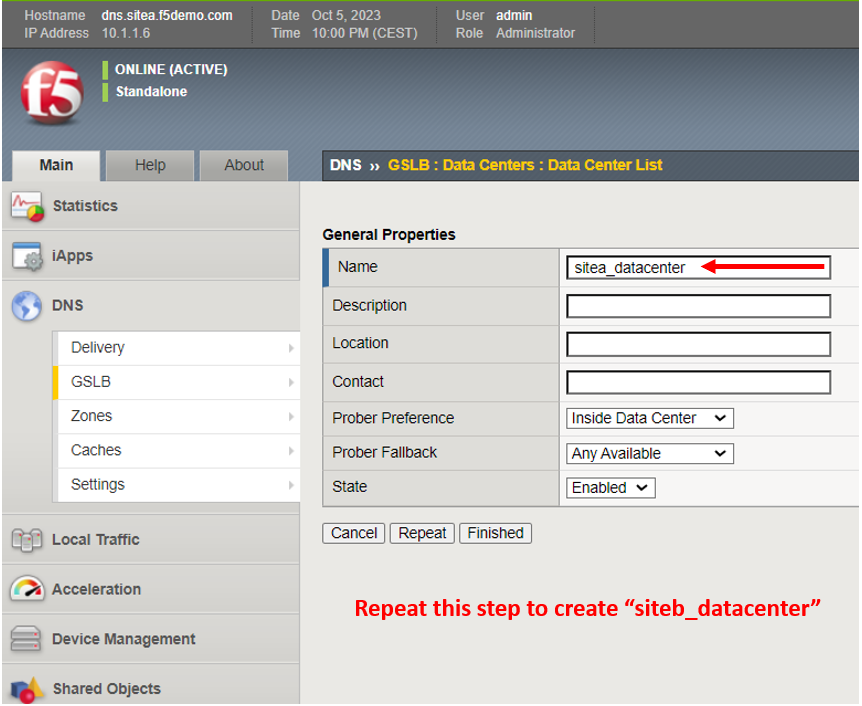 Hostname dns.sitea.f5demo.com Date Oct 5, 2023 User admin
IP Address 10.1.1.6 Time 10:00 PM (CEST) Role Administrator
f5
ONLINE (ACTIVE)
Standalone
Main Help About
DNS ›› GSLB : Data Centers : Data Center List
Statistics
iApps
DNS
Delivery
GSLB
Zones
Caches
Settings
Local Traffic
Acceleration
Device Management
Shared Objects
General Properties
Name sitea_datacenter
Description
Location
Contact
Prober Preference Inside Data Center
Prober Fallback Any Available
State Enabled
Cancel Repeat Finished
Repeat this step to create “siteb_datacenter”